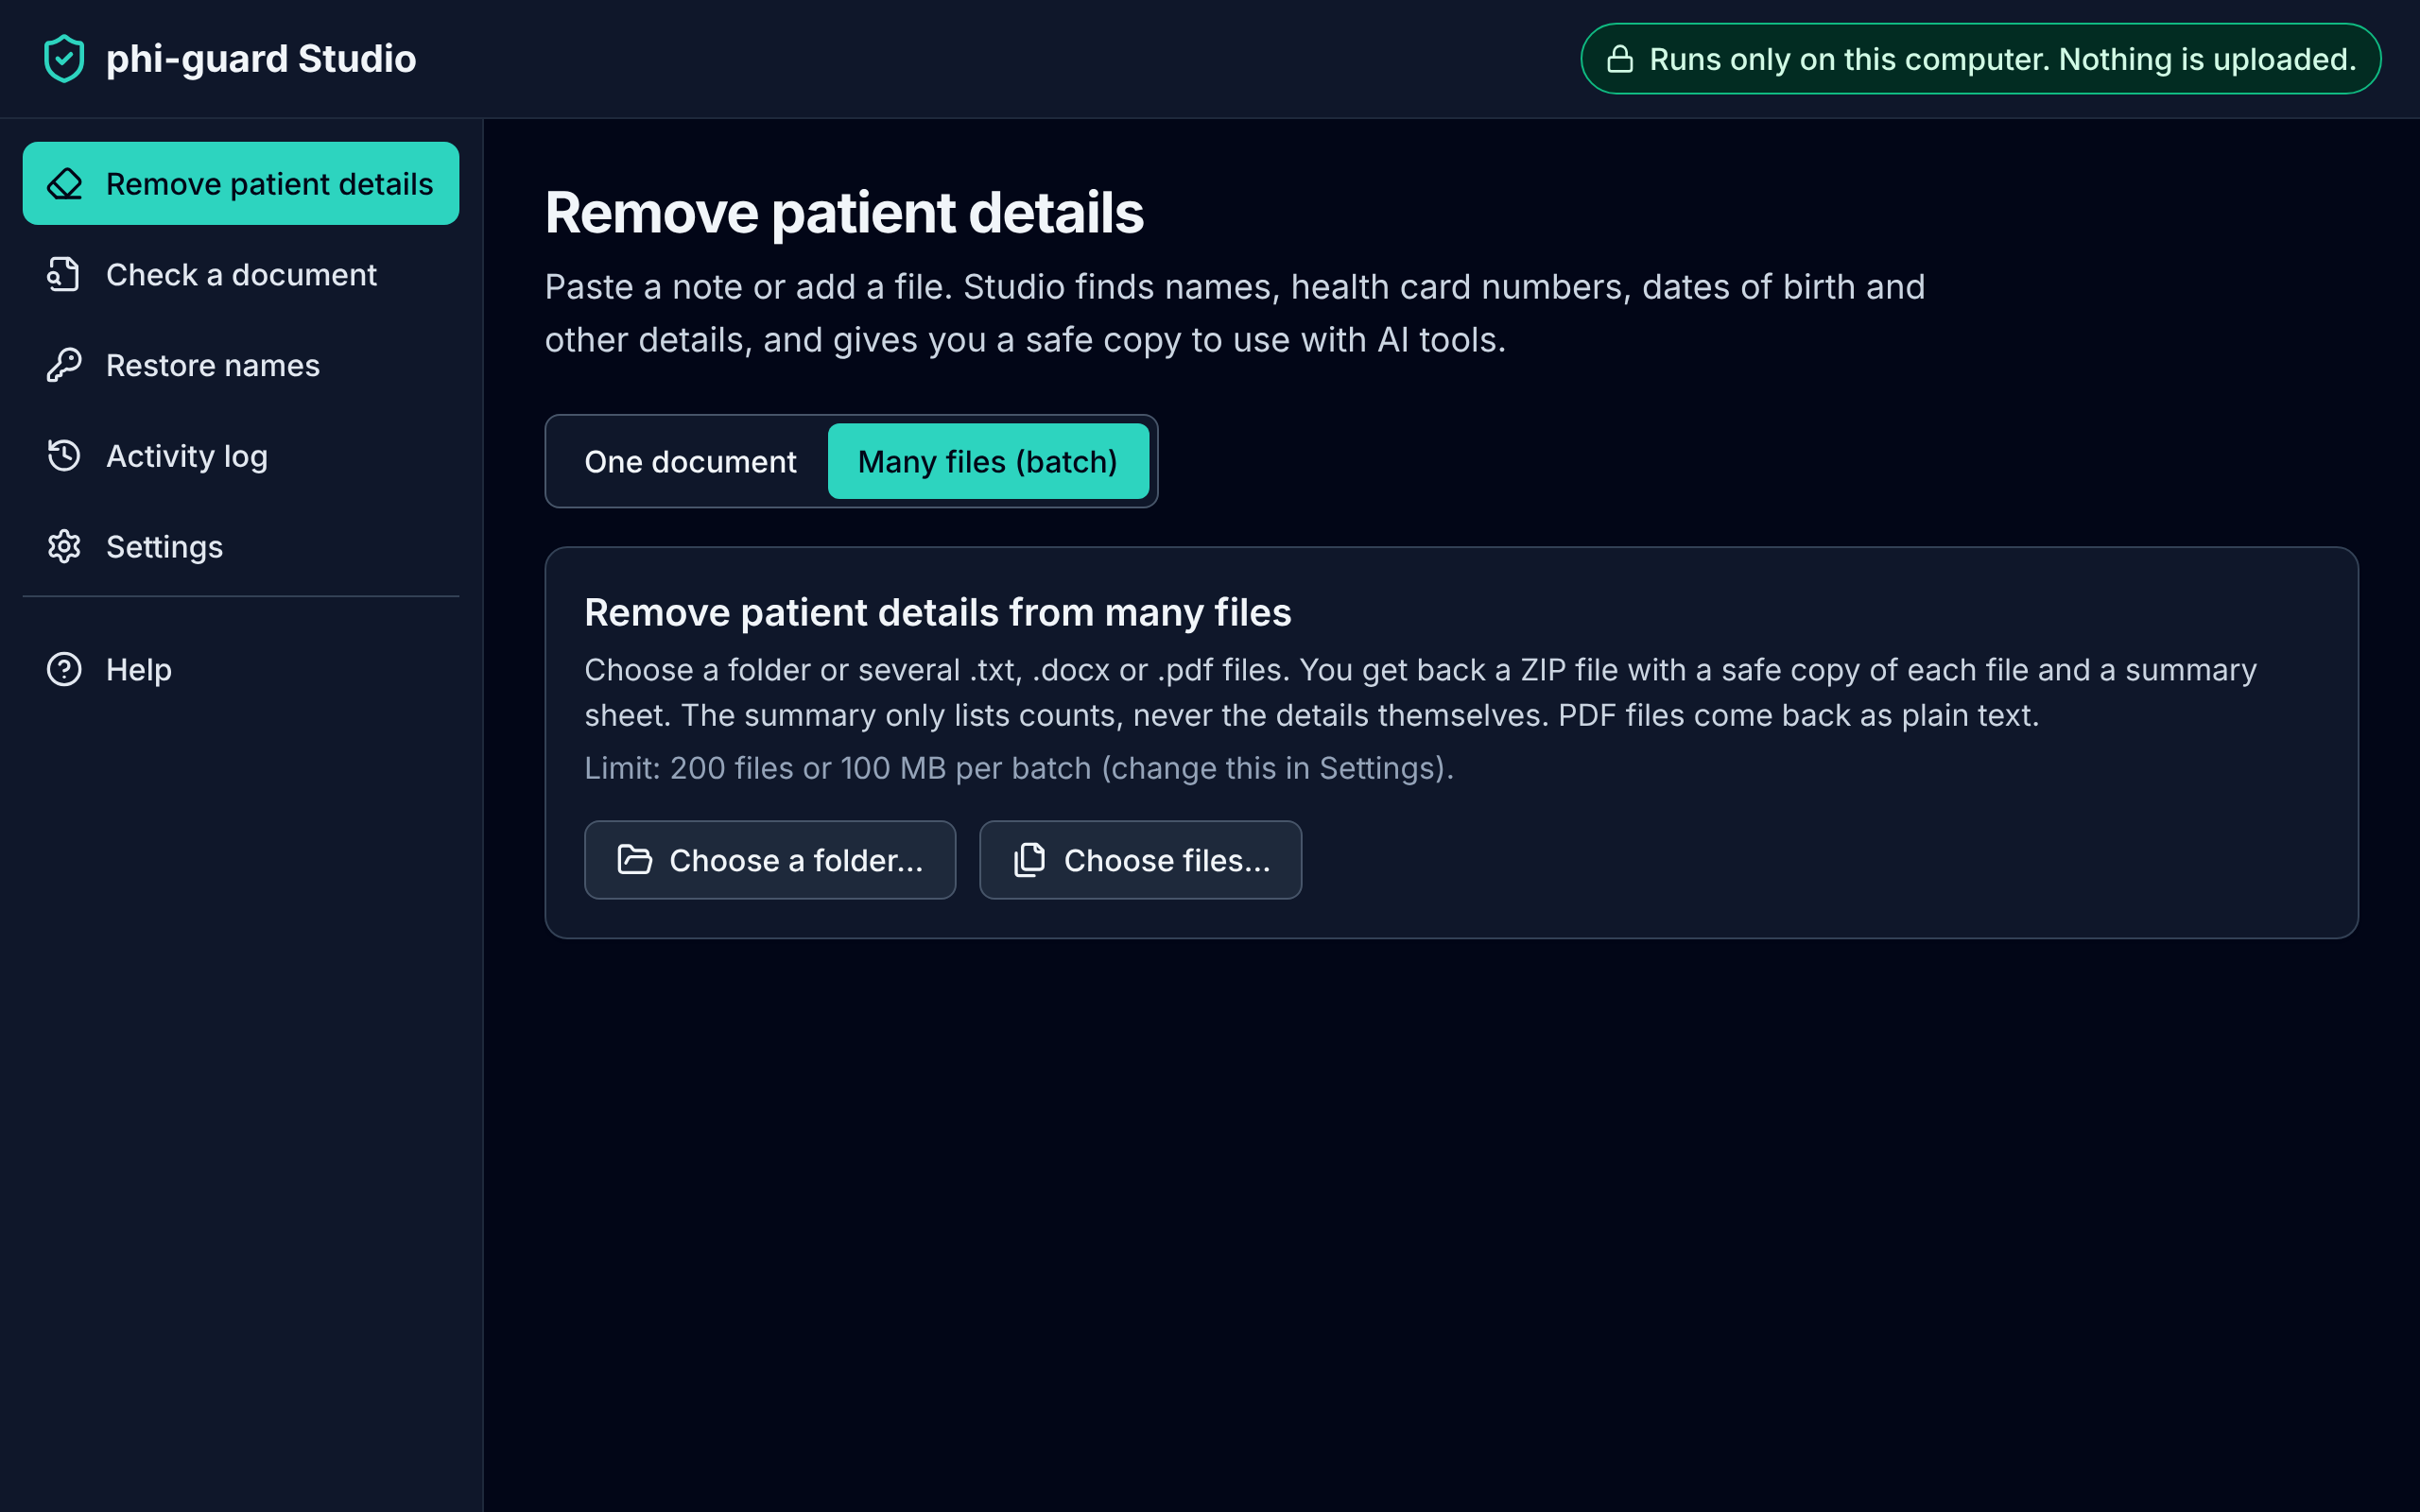 phi-guard Studio
Runs only on this computer. Nothing is uploaded.
Remove patient details
Check a document
Restore names
Activity log
Settings
Help
Remove patient details
Paste a note or add a file. Studio finds names, health card numbers, dates of birth and
other details, and gives you a safe copy to use with AI tools.
One document
Many files (batch)
Remove patient details from many files
Choose a folder or several .txt, .docx or .pdf files. You get back a ZIP file with a safe copy of each file and a summary
sheet. The summary only lists counts, never the details themselves. PDF files come back as plain text.
Limit: 200 files or 100 MB per batch (change this in Settings).
Choose a folder...
Choose files...